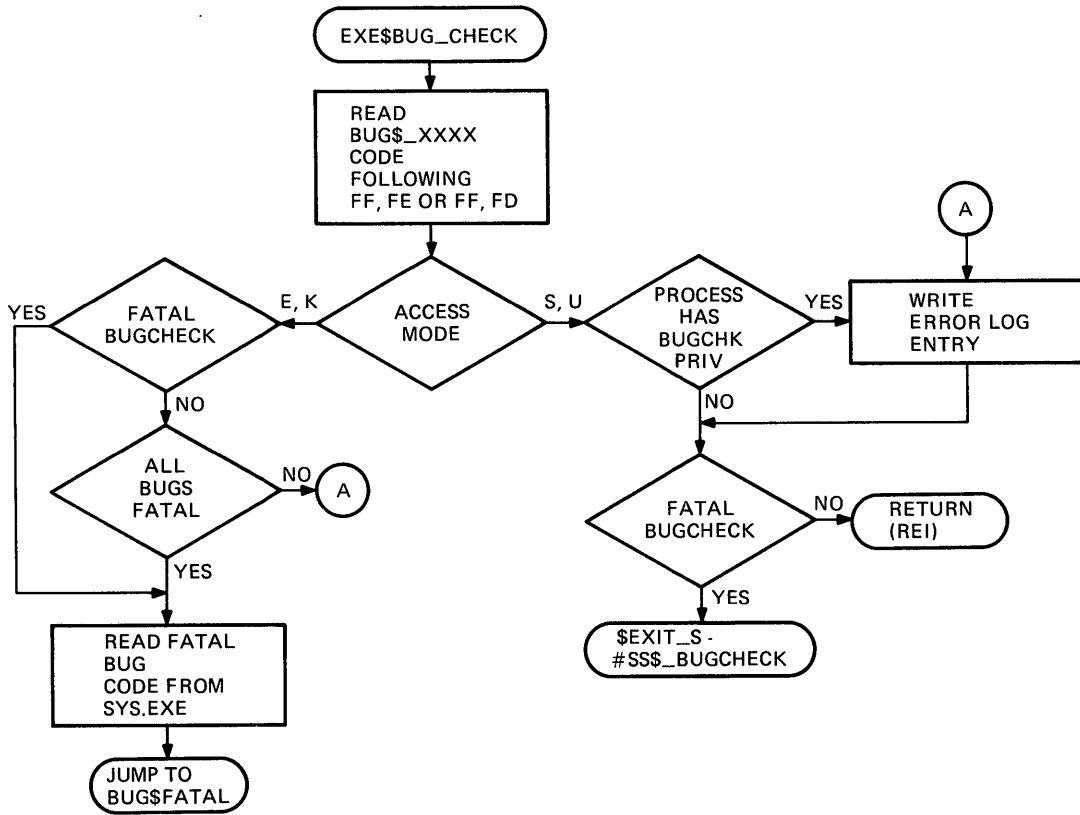 EXE$BUG_CHECK
READ
BUG$_XXXX
CODE
FOLLOWING
FF, FE OR FF, FD
A
YES
FATAL
BUGCHECK
E, K
ACCESS
MODE
S, U
PROCESS
HAS
BUGCHK
PRIV
YES
WRITE
ERROR LOG
ENTRY
NO
NO
ALL
BUGS
FATAL
NO
A
FATAL
BUGCHECK
NO
RETURN
(REI)
YES
YES
READ FATAL
BUG
CODE FROM
SYS.EXE
$EXIT_S -
#SS$_BUGCHECK
JUMP TO
BUG$FATAL